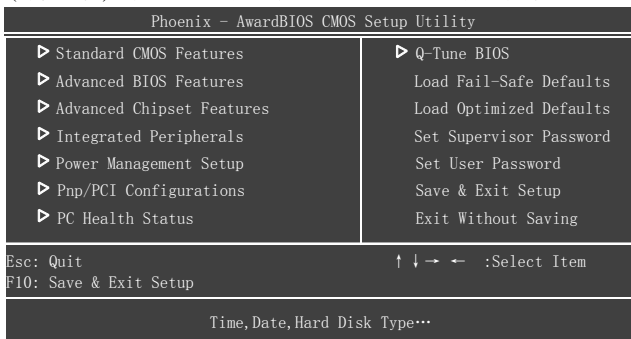 Phoenix - AwardBIOS CMOS Setup Utility
Standard CMOS Features
Advanced BIOS Features
Advanced Chipset Features
Integrated Peripherals
Power Management Setup
Pnp/PCI Configurations
PC Health Status
Q-Tune BIOS
Load Fail-Safe Defaults
Load Optimized Defaults
Set Supervisor Password
Set User Password
Save & Exit Setup
Exit Without Saving
Esc: Quit
F10: Save & Exit Setup
↑ ↓ → ← :Select Item
Time,Date,Hard Disk Type…